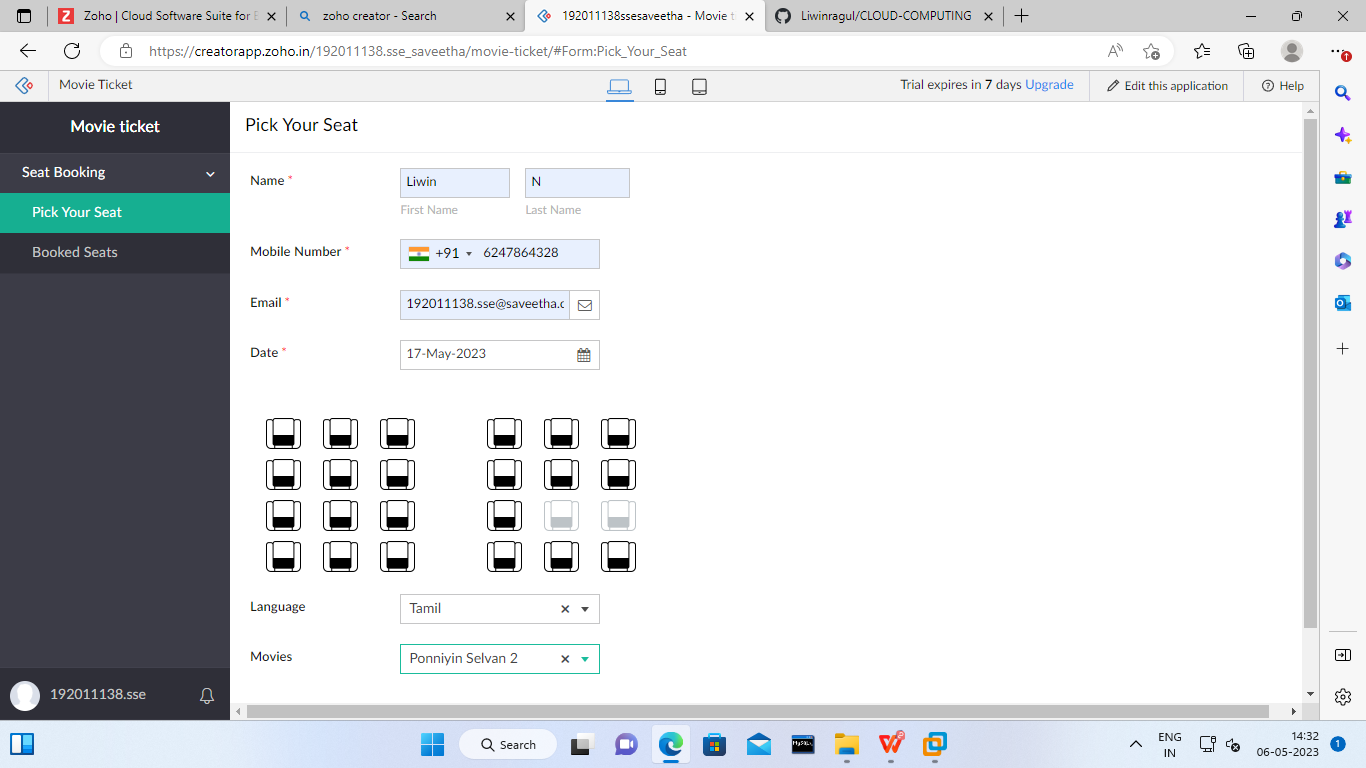 Zoho | Cloud Software Suite for B
zoho creator - Search
192011138ssesaveetha - Movie t
Liwinragul/CLOUD-COMPUTING
https://creatorapp.zoho.in/192011138.sse_saveetha/movie-ticket/#Form:Pick_Your_Seat
Movie Ticket
Trial expires in 7 days Upgrade
Edit this application
Help
Movie ticket
Pick Your Seat
Seat Booking
Name *
Liwin
N
First Name
Last Name
Pick Your Seat
Booked Seats
Mobile Number *
+91
6247864328
Email *
192011138.sse@saveetha.c
Date *
17-May-2023
Language
Tamil
Movies
Ponniyin Selvan 2
192011138.sse
Search
MySQL
ENG
IN
14:32
06-05-2023
1